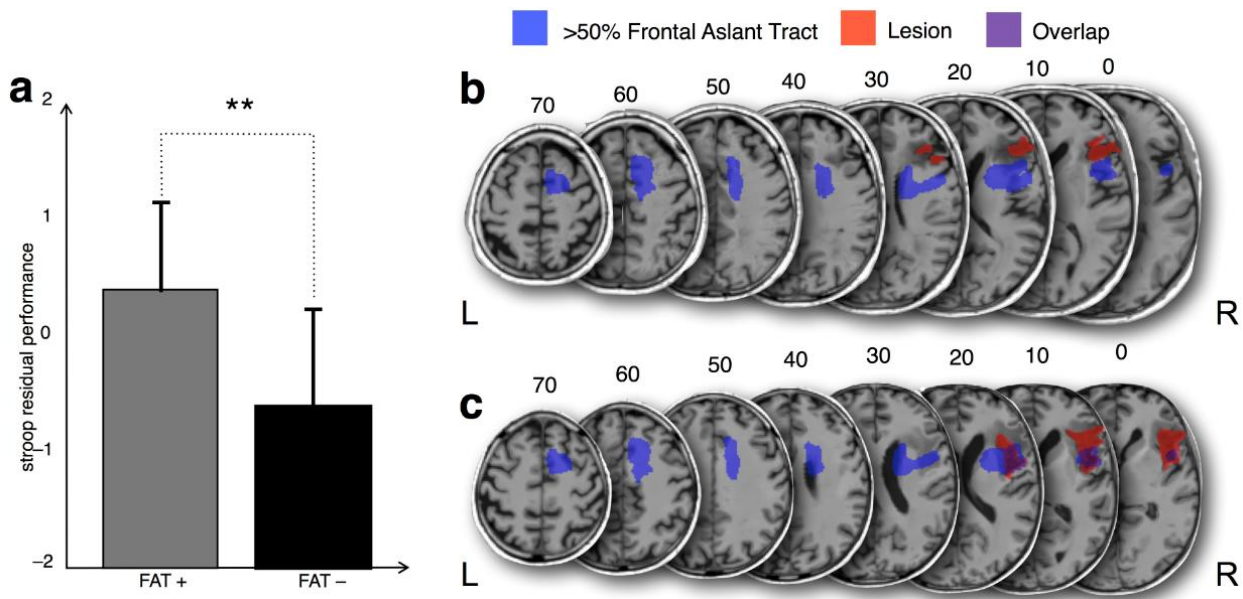 >50% Frontal Aslant Tract Lesion Overlap
a
2
1
0
−1
−2
stroop residual performance
**
FAT +
FAT −
b
70 60 50 40 30 20 10 0
L R
c
70 60 50 40 30 20 10 0
L R